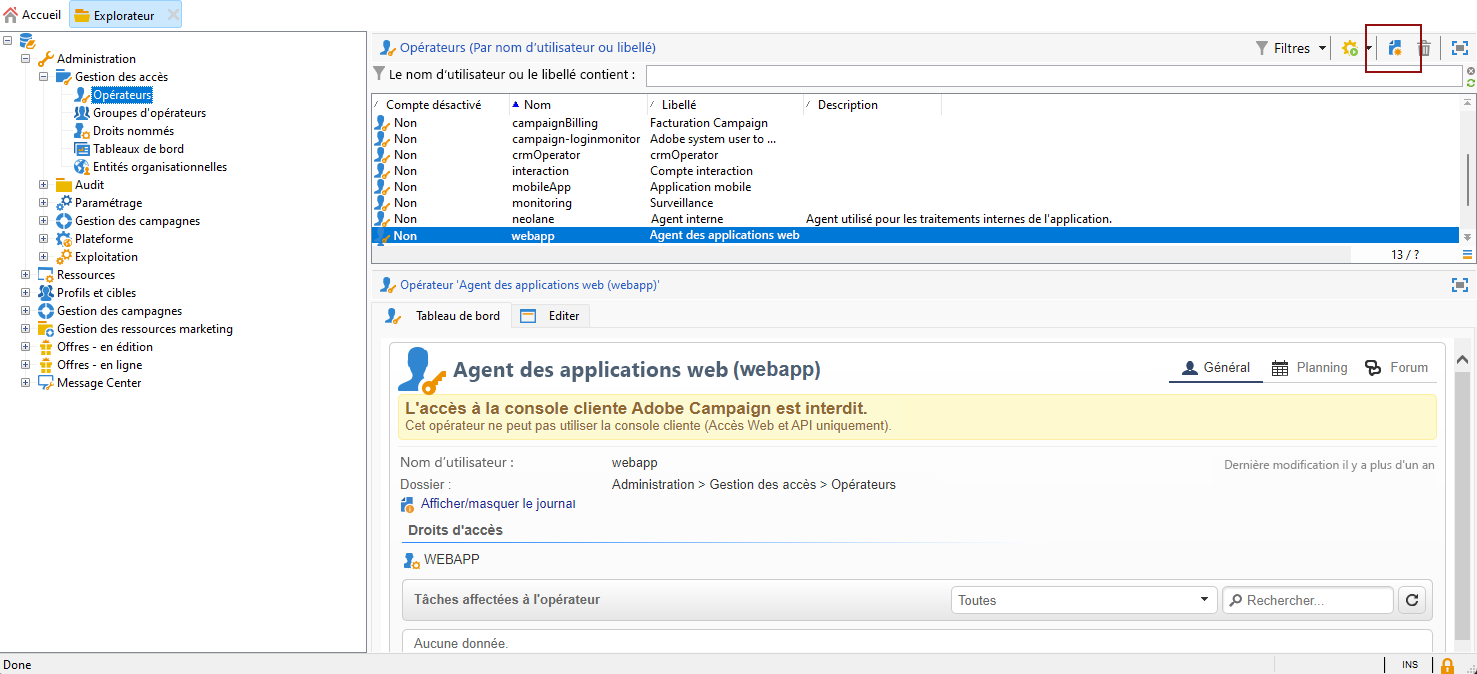 Accueil Explorateur
Administration
Gestion des accès
Opérateurs
Groupes d'opérateurs
Droits nommés
Tableaux de bord
Entités organisationnelles
Audit
Paramétrage
Gestion des campagnes
Plateforme
Exploitation
Ressources
Profils et cibles
Gestion des campagnes
Gestion des ressources marketing
Offres - en édition
Offres - en ligne
Message Center
Opérateurs (Par nom d'utilisateur ou libellé) Filtres
Le nom d'utilisateur ou le libellé contient :
Compte désactivé Nom Libellé Description
Non campaignBilling Facturation Campaign
Non campaign-loginmonitor Adobe system user to ...
Non crmOperator crmOperator
Non interaction Compte interaction
Non mobileApp Application mobile
Non monitoring Surveillance
Non neolane Agent interne Agent utilisé pour les traitements internes de l'application.
Non webapp Agent des applications web
13 / ?
Opérateur 'Agent des applications web (webapp)'
Tableau de bord Editer
Agent des applications web (webapp) Général Planning Forum
L'accès à la console cliente Adobe Campaign est interdit.
Cet opérateur ne peut pas utiliser la console cliente (Accès Web et API uniquement).
Nom d'utilisateur : webapp Dernière modification il y a plus d'un an
Dossier : Administration > Gestion des accès > Opérateurs
Afficher/masquer le journal
Droits d'accès
WEBAPP
Tâches affectées à l'opérateur Toutes Rechercher...
Aucune donnée.
Done INS